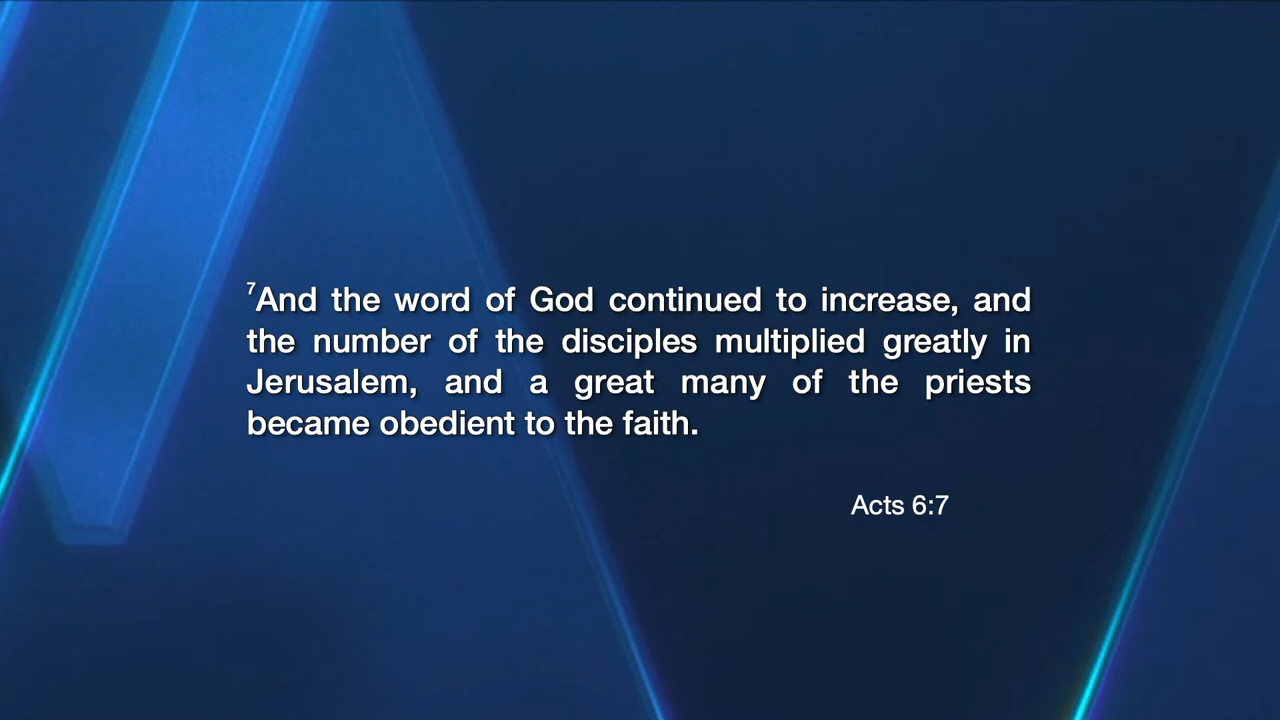 ⁷And the word of God continued to increase, and
the number of the disciples multiplied greatly in
Jerusalem, and a great many of the priests
became obedient to the faith.
Acts 6:7